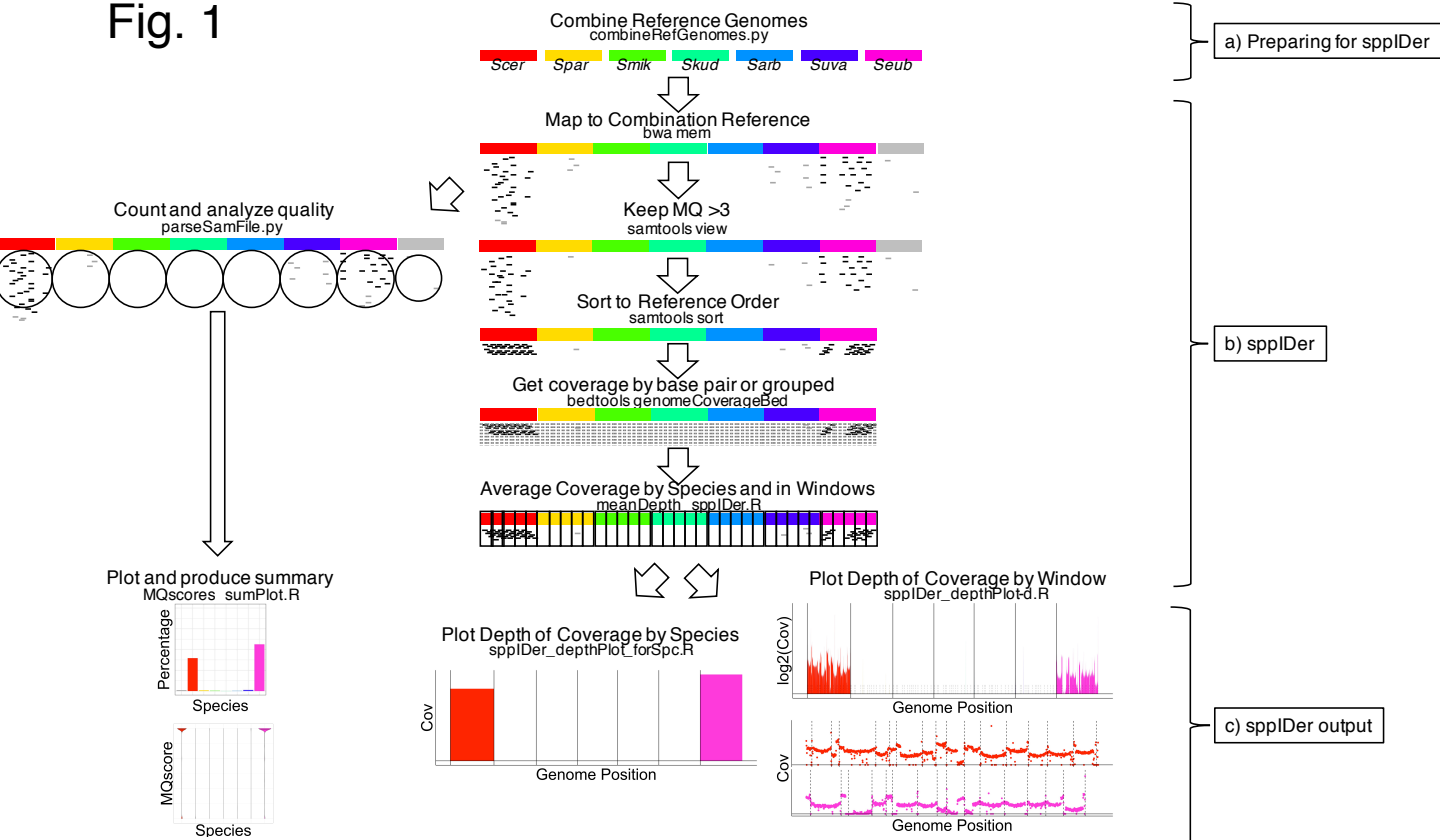 Fig. 1
Combine Reference Genomes
combineRefGenomes.py
Scer Spar Smik Skud Sarb Suva Seub
a) Preparing for sppIDer
Map to Combination Reference
bwa mem
Keep MQ >3
samtools view
Count and analyze quality
parseSamFile.py
Sort to Reference Order
samtools sort
b) sppIDer
Get coverage by base pair or grouped
bedtools genomeCoverageBed
Average Coverage by Species and in Windows
meanDepth_sppIDer.R
Plot and produce summary
MQscores_sumPlot.R
Percentage
Species
MQscore
Species
Plot Depth of Coverage by Species
sppIDer_depthPlot_forSpc.R
Cov
Genome Position
Plot Depth of Coverage by Window
sppIDer_depthPlot-d.R
log2(Cov)
Genome Position
Cov
Genome Position
c) sppIDer output